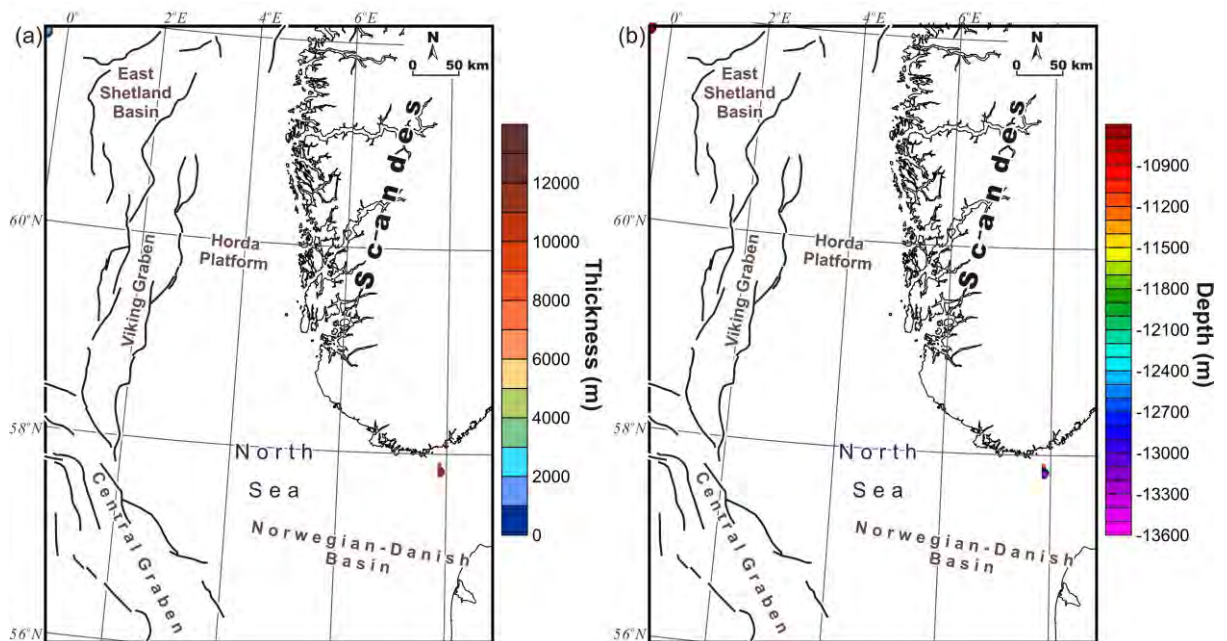 0°
2°E
4°E
6°E
(a)
N
0 50 km
East
Shetland
Basin
Scandes
60°N
Viking Graben
Horda
Platform
58°N
North
Sea
Central Graben
Norwegian-Danish
Basin
56°N
12000
10000
8000
6000
4000
2000
0
Thickness (m)
0°
2°E
4°E
6°E
(b)
N
0 50 km
East
Shetland
Basin
Scandes
60°N
Viking Graben
Horda
Platform
58°N
North
Sea
Central Graben
Norwegian-Danish
Basin
56°N
-10900
-11200
-11500
-11800
-12100
-12400
-12700
-13000
-13300
-13600
Depth (m)